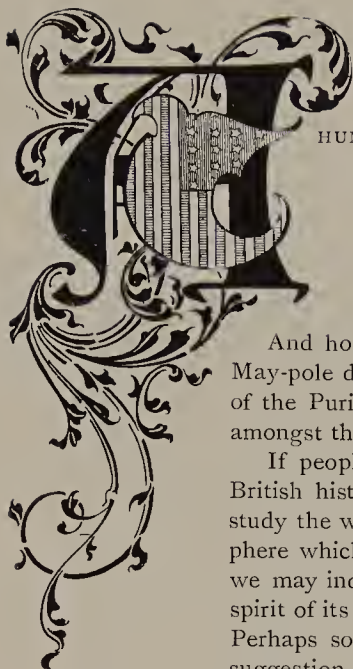 A HUN
And ho
May-pole d
of the Puri
amongst th
If peopl
British hist
study the w
phere whic
we may inc
spirit of its
Perhaps so
suggestion